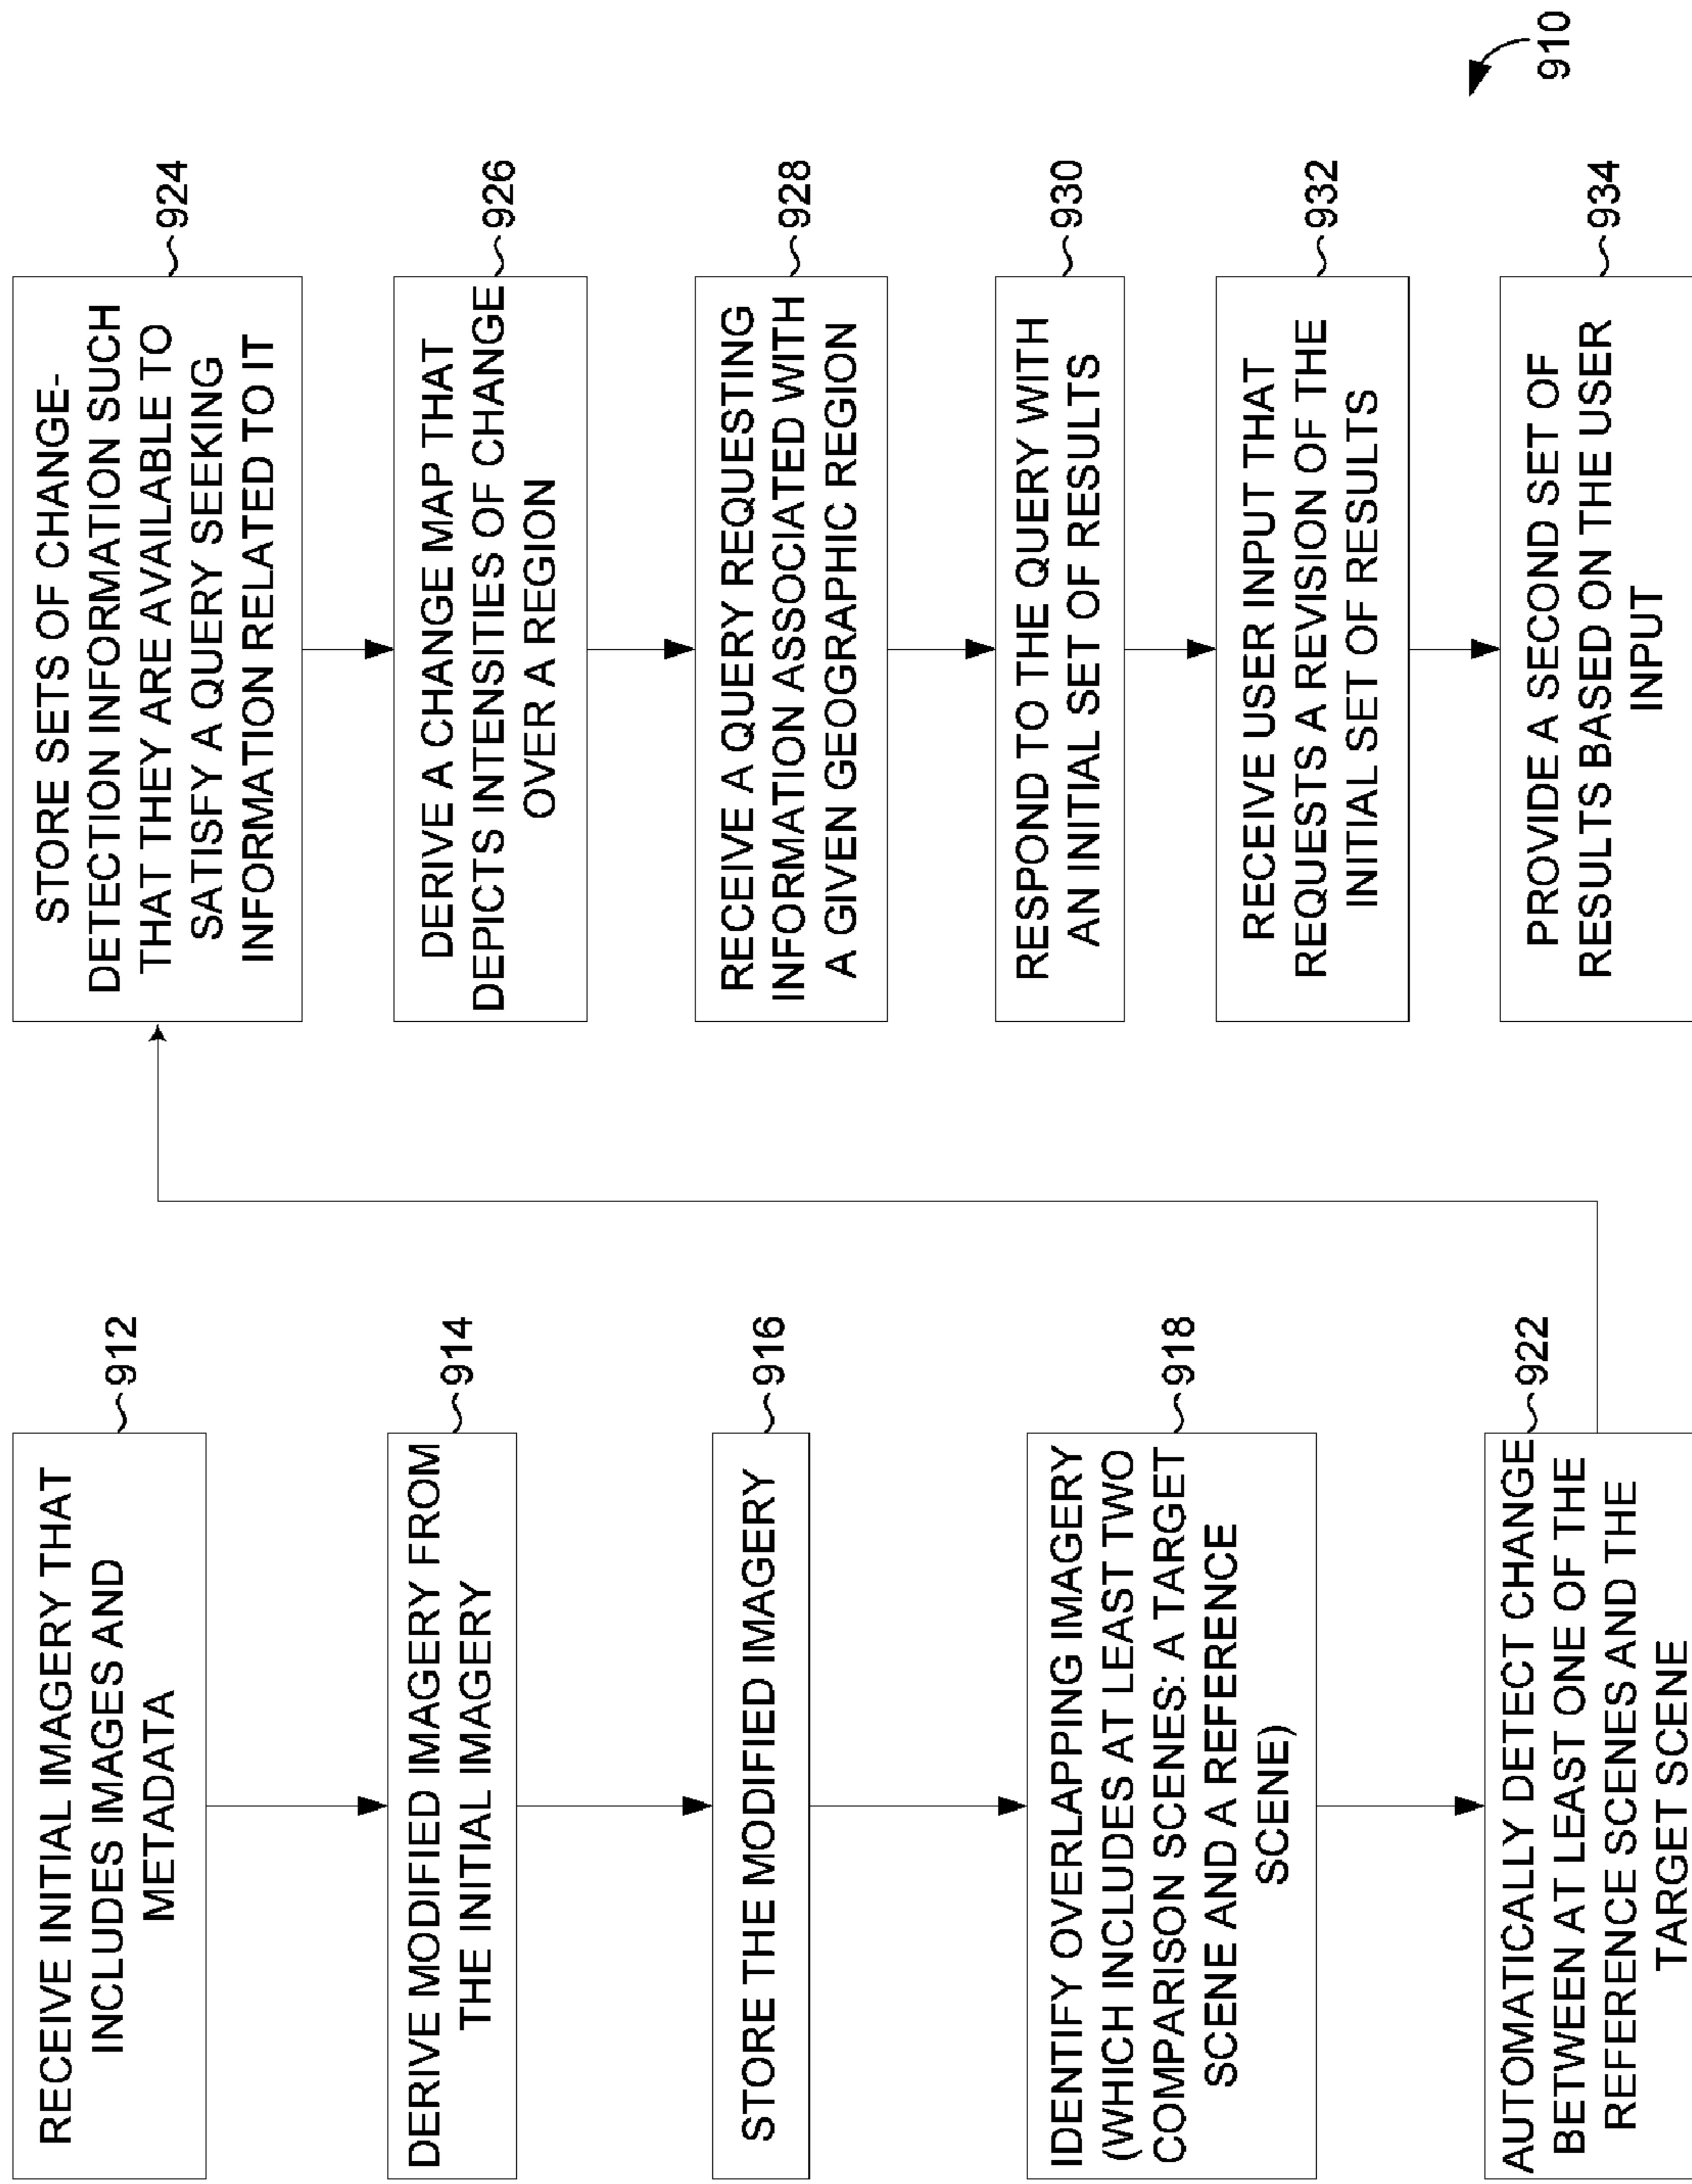 RECEIVE INITIAL IMAGERY THAT
INCLUDES IMAGES AND
METADATA
912
DERIVE MODIFIED IMAGERY FROM
THE INITIAL IMAGERY
914
STORE THE MODIFIED IMAGERY
916
IDENTIFY OVERLAPPING IMAGERY
(WHICH INCLUDES AT LEAST TWO
COMPARISON SCENES: A TARGET
SCENE AND A REFERENCE
SCENE)
918
AUTOMATICALLY DETECT CHANGE
BETWEEN AT LEAST ONE OF THE
REFERENCE SCENES AND THE
TARGET SCENE
922
STORE SETS OF CHANGE-
DETECTION INFORMATION SUCH
THAT THEY ARE AVAILABLE TO
SATISFY A QUERY SEEKING
INFORMATION RELATED TO IT
924
DERIVE A CHANGE MAP THAT
DEPICTS INTENSITIES OF CHANGE
OVER A REGION
926
RECEIVE A QUERY REQUESTING
INFORMATION ASSOCIATED WITH
A GIVEN GEOGRAPHIC REGION
928
RESPOND TO THE QUERY WITH
AN INITIAL SET OF RESULTS
930
RECEIVE USER INPUT THAT
REQUESTS A REVISION OF THE
INITIAL SET OF RESULTS
932
PROVIDE A SECOND SET OF
RESULTS BASED ON THE USER
INPUT
934
910